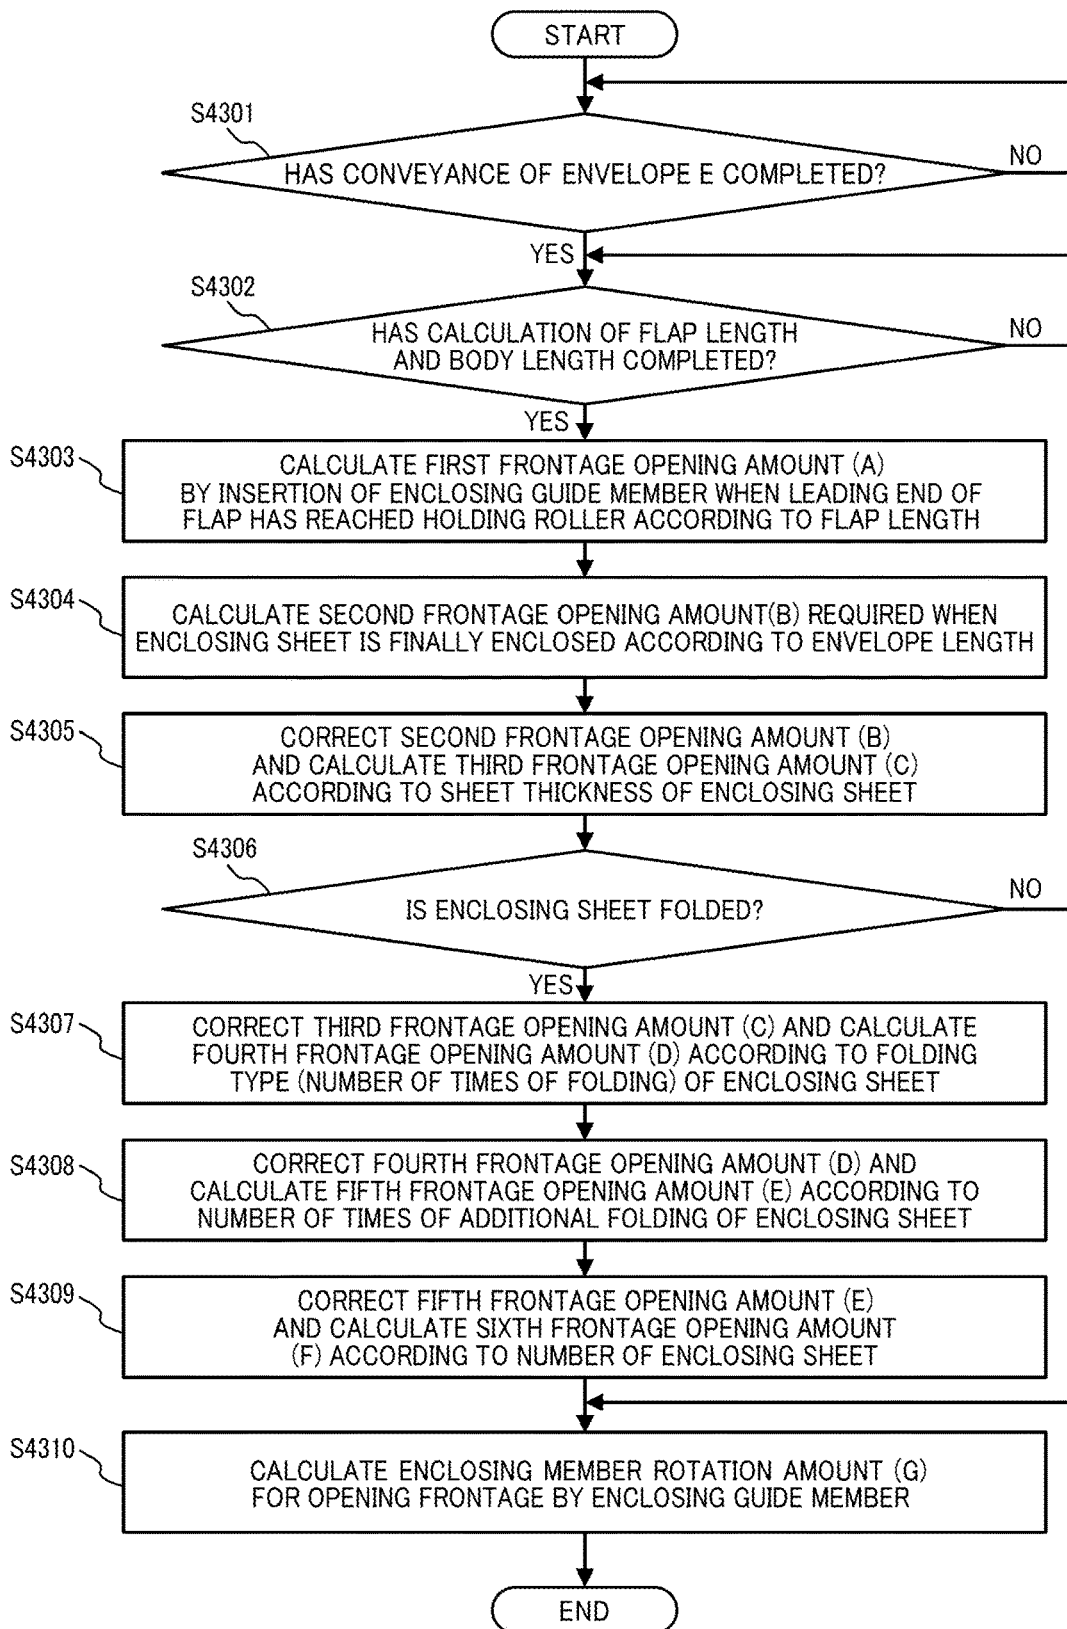 START
S4301
HAS CONVEYANCE OF ENVELOPE E COMPLETED?
NO
YES
S4302
HAS CALCULATION OF FLAP LENGTH
AND BODY LENGTH COMPLETED?
NO
YES
S4303
CALCULATE FIRST FRONTAGE OPENING AMOUNT (A)
BY INSERTION OF ENCLOSING GUIDE MEMBER WHEN LEADING END OF
FLAP HAS REACHED HOLDING ROLLER ACCORDING TO FLAP LENGTH
S4304
CALCULATE SECOND FRONTAGE OPENING AMOUNT(B) REQUIRED WHEN
ENCLOSING SHEET IS FINALLY ENCLOSED ACCORDING TO ENVELOPE LENGTH
S4305
CORRECT SECOND FRONTAGE OPENING AMOUNT (B)
AND CALCULATE THIRD FRONTAGE OPENING AMOUNT (C)
ACCORDING TO SHEET THICKNESS OF ENCLOSING SHEET
S4306
IS ENCLOSING SHEET FOLDED?
NO
YES
S4307
CORRECT THIRD FRONTAGE OPENING AMOUNT (C) AND CALCULATE
FOURTH FRONTAGE OPENING AMOUNT (D) ACCORDING TO FOLDING
TYPE (NUMBER OF TIMES OF FOLDING) OF ENCLOSING SHEET
S4308
CORRECT FOURTH FRONTAGE OPENING AMOUNT (D) AND
CALCULATE FIFTH FRONTAGE OPENING AMOUNT (E) ACCORDING TO
NUMBER OF TIMES OF ADDITIONAL FOLDING OF ENCLOSING SHEET
S4309
CORRECT FIFTH FRONTAGE OPENING AMOUNT (E)
AND CALCULATE SIXTH FRONTAGE OPENING AMOUNT
(F) ACCORDING TO NUMBER OF ENCLOSING SHEET
S4310
CALCULATE ENCLOSING MEMBER ROTATION AMOUNT (G)
FOR OPENING FRONTAGE BY ENCLOSING GUIDE MEMBER
END